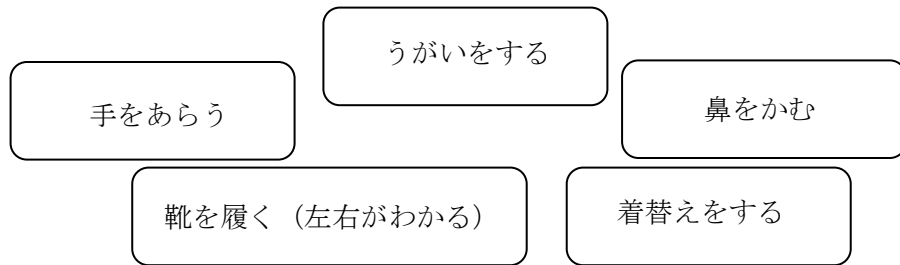 うがいをする
手をあらう
鼻をかむ
靴を履く（左右がわかる）
着替えをする